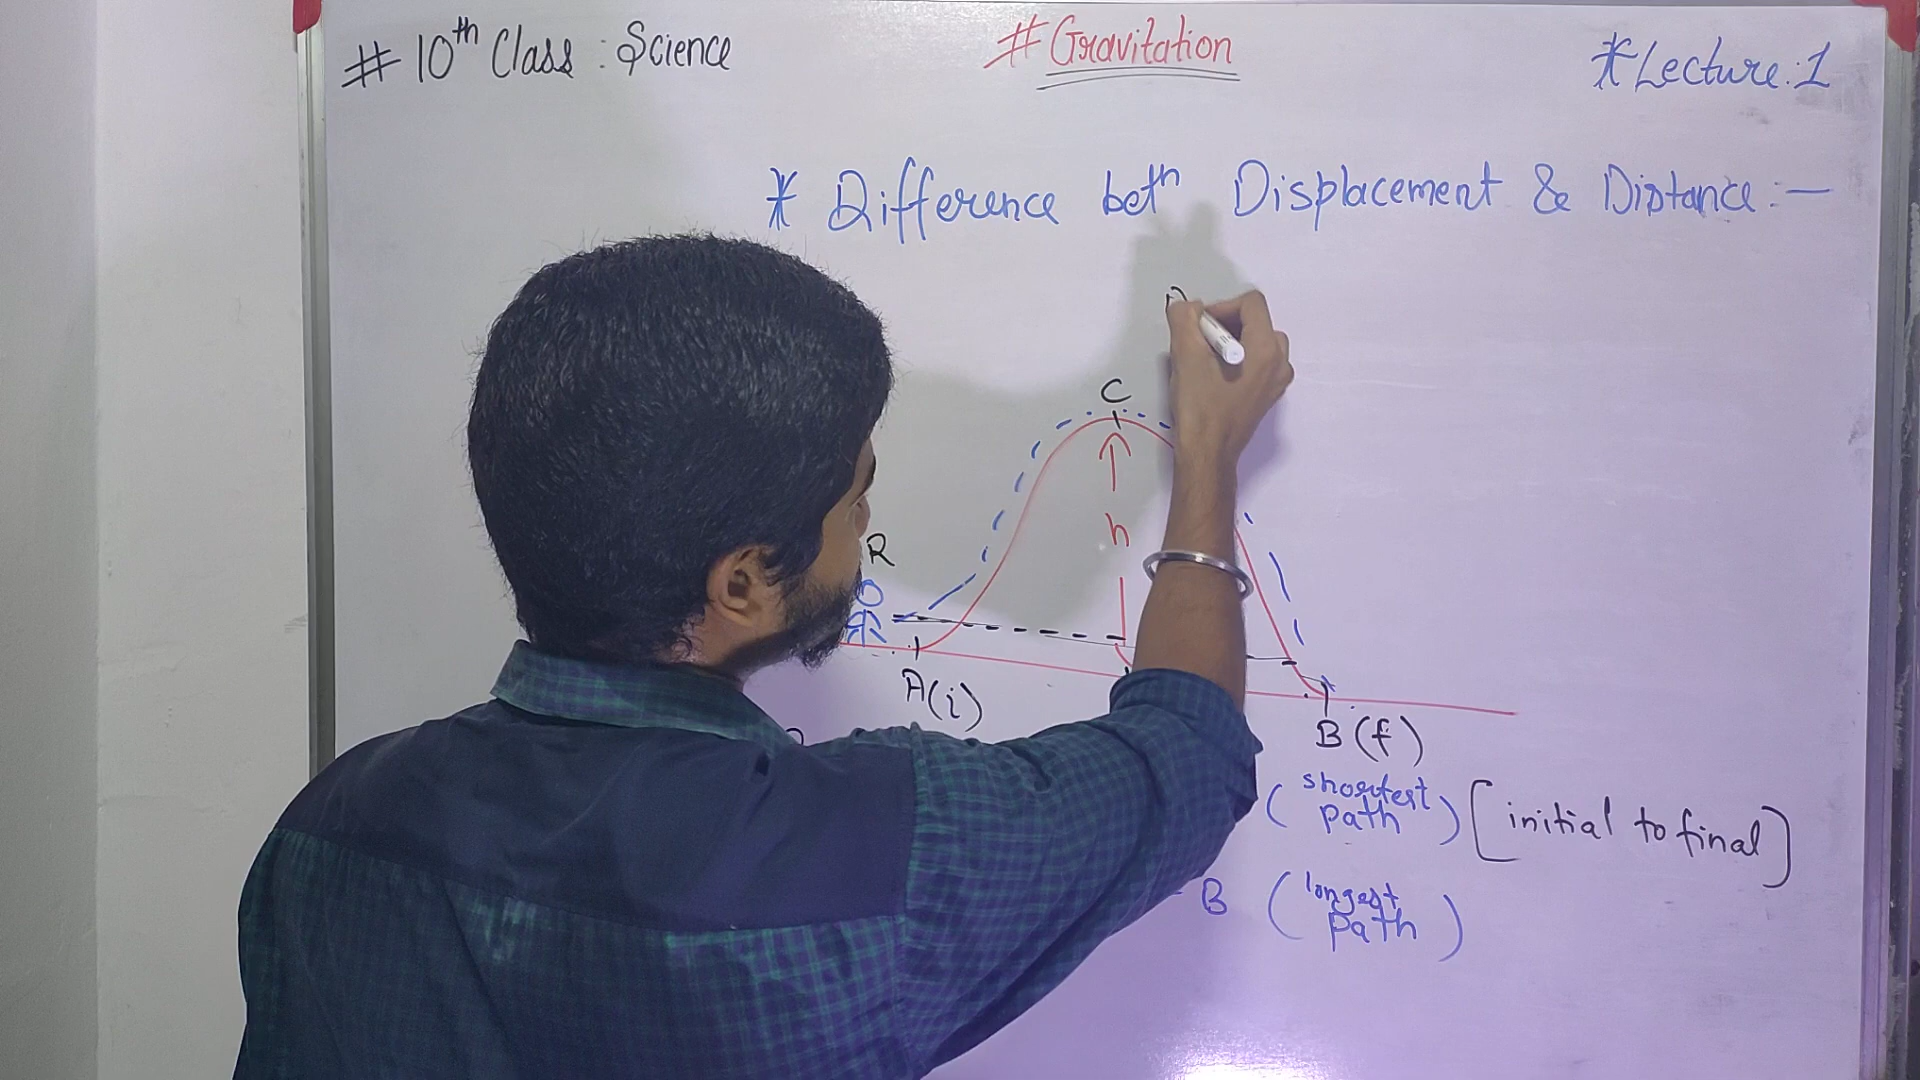 # 10th Class : Science
# Gravitation
* Lecture : 1
* Difference betn Displacement & Distance :-
C
h
R
A (i)
B (f)
( shortest path ) [ initial to final ]
B ( longest path )